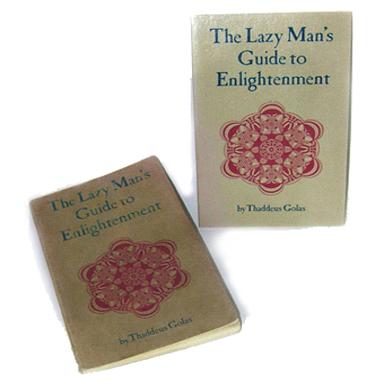 The Lazy Man's
Guide to
Enlightenment
by Thaddeus Golas
The Lazy Man's
Guide to
Enlightenment
by Thaddeus Golas